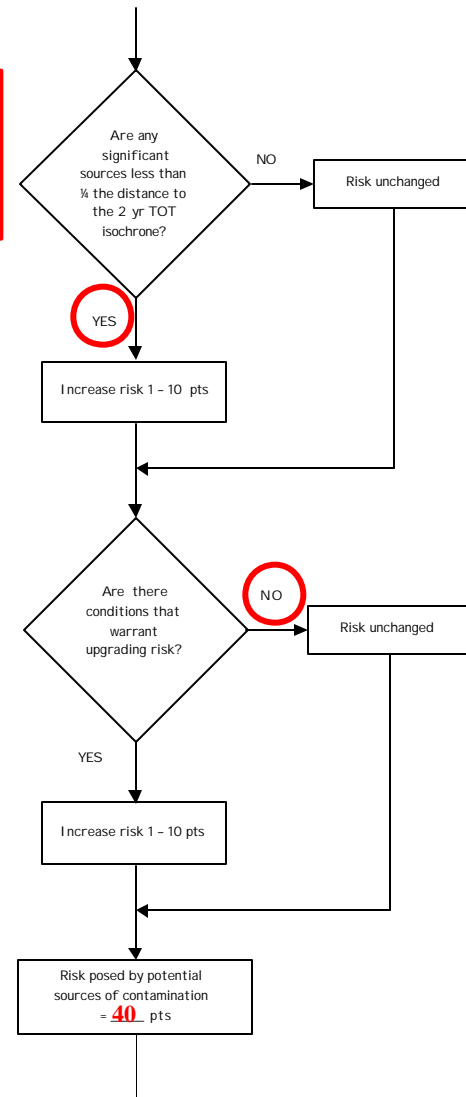 Are any
significant
sources less than
¼ the distance to
the 2 yr TOT
isochrone?
NO
Risk unchanged
YES
Increase risk 1 – 10 pts
Are there
conditions that
warrant
upgrading risk?
NO
Risk unchanged
YES
Increase risk 1 – 10 pts
Risk posed by potential
sources of contamination
= 40 pts